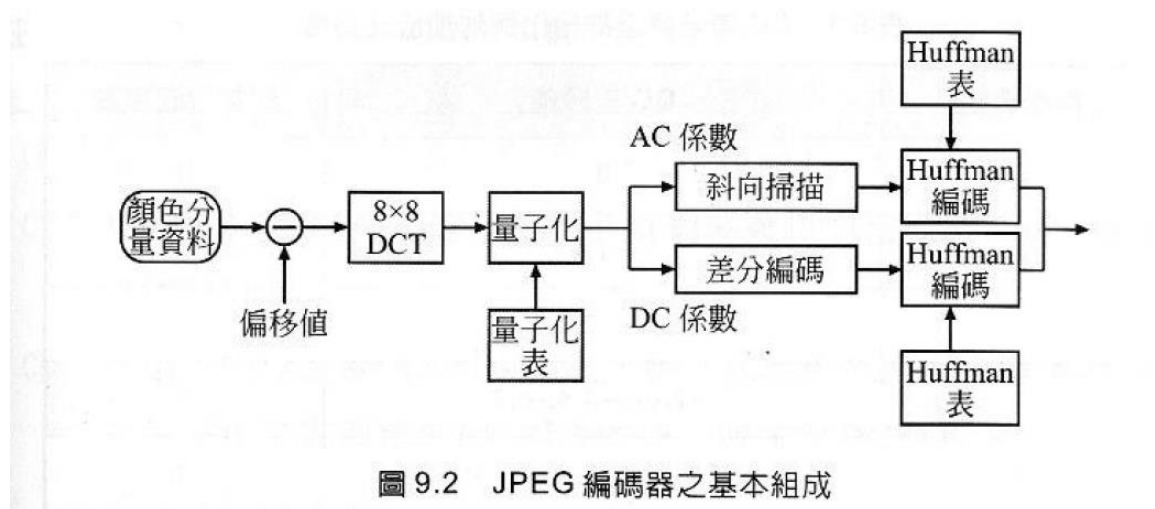 Huffman
表
AC 係數
顏色分
量資料
−
8×8
DCT
量子化
斜向掃描
Huffman
編碼
差分編碼
Huffman
編碼
偏移值
量子化
表
DC 係數
Huffman
表
圖 9.2 JPEG 編碼器之基本組成